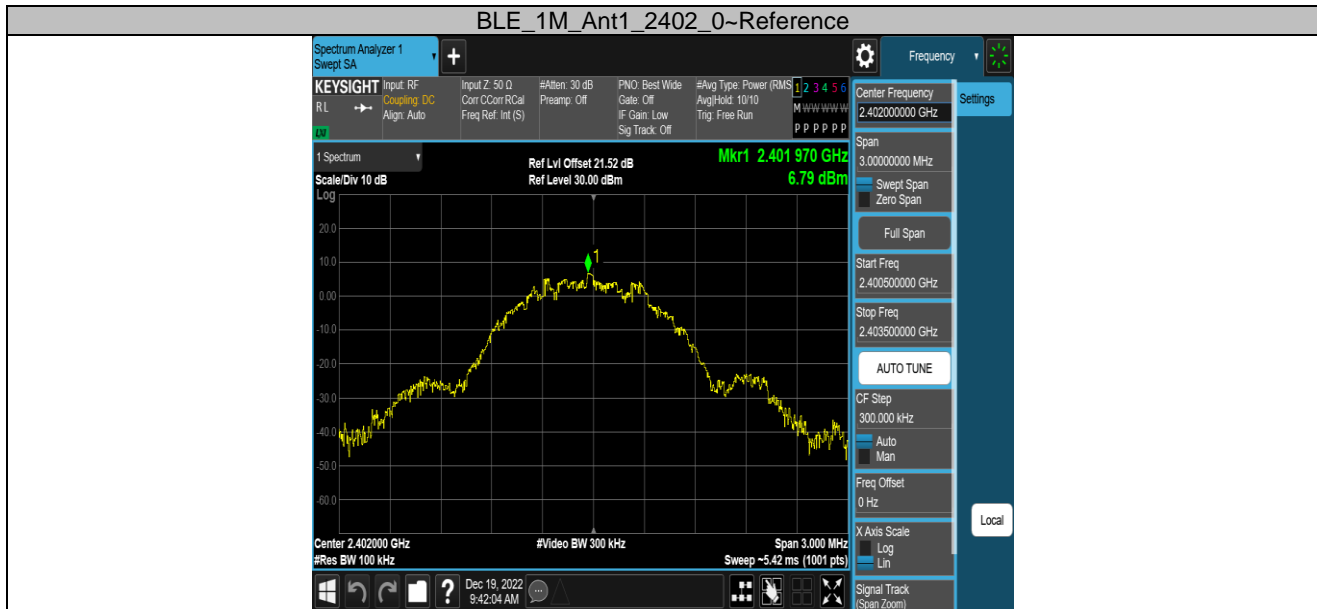 BLE_1M_Ant1_2402_0~Reference
Spectrum Analyzer 1
Swept SA
+
Frequency
KEYSIGHT
RL
Input: RF
Coupling: DC
Align: Auto
Input Z: 50 Ω
Corr CCorr RCal
Freq Ref: Int (S)
#Atten: 30 dB
Preamp: Off
PNO: Best Wide
Gate: Off
IF Gain: Low
Sig Track: Off
#Avg Type: Power (RMS
Avg|Hold: 10/10
Trig: Free Run
1 2 3 4 5 6
M W W W W W
P P P P P P
1 Spectrum
Scale/Div 10 dB
Log
Ref Lvl Offset 21.52 dB
Ref Level 30.00 dBm
Mkr1 2.401 970 GHz
6.79 dBm
20.0
10.0
0.00
-10.0
-20.0
-30.0
-40.0
-50.0
-60.0
1
Center 2.402000 GHz
#Res BW 100 kHz
#Video BW 300 kHz
Span 3.000 MHz
Sweep ~5.42 ms (1001 pts)
Center Frequency
2.402000000 GHz
Settings
Span
3.00000000 MHz
Swept Span
Zero Span
Full Span
Start Freq
2.400500000 GHz
Stop Freq
2.403500000 GHz
AUTO TUNE
CF Step
300.000 kHz
Auto
Man
Freq Offset
0 Hz
Local
X Axis Scale
Log
Lin
Signal Track
(Span Zoom)
?
Dec 19, 2022
9:42:04 AM